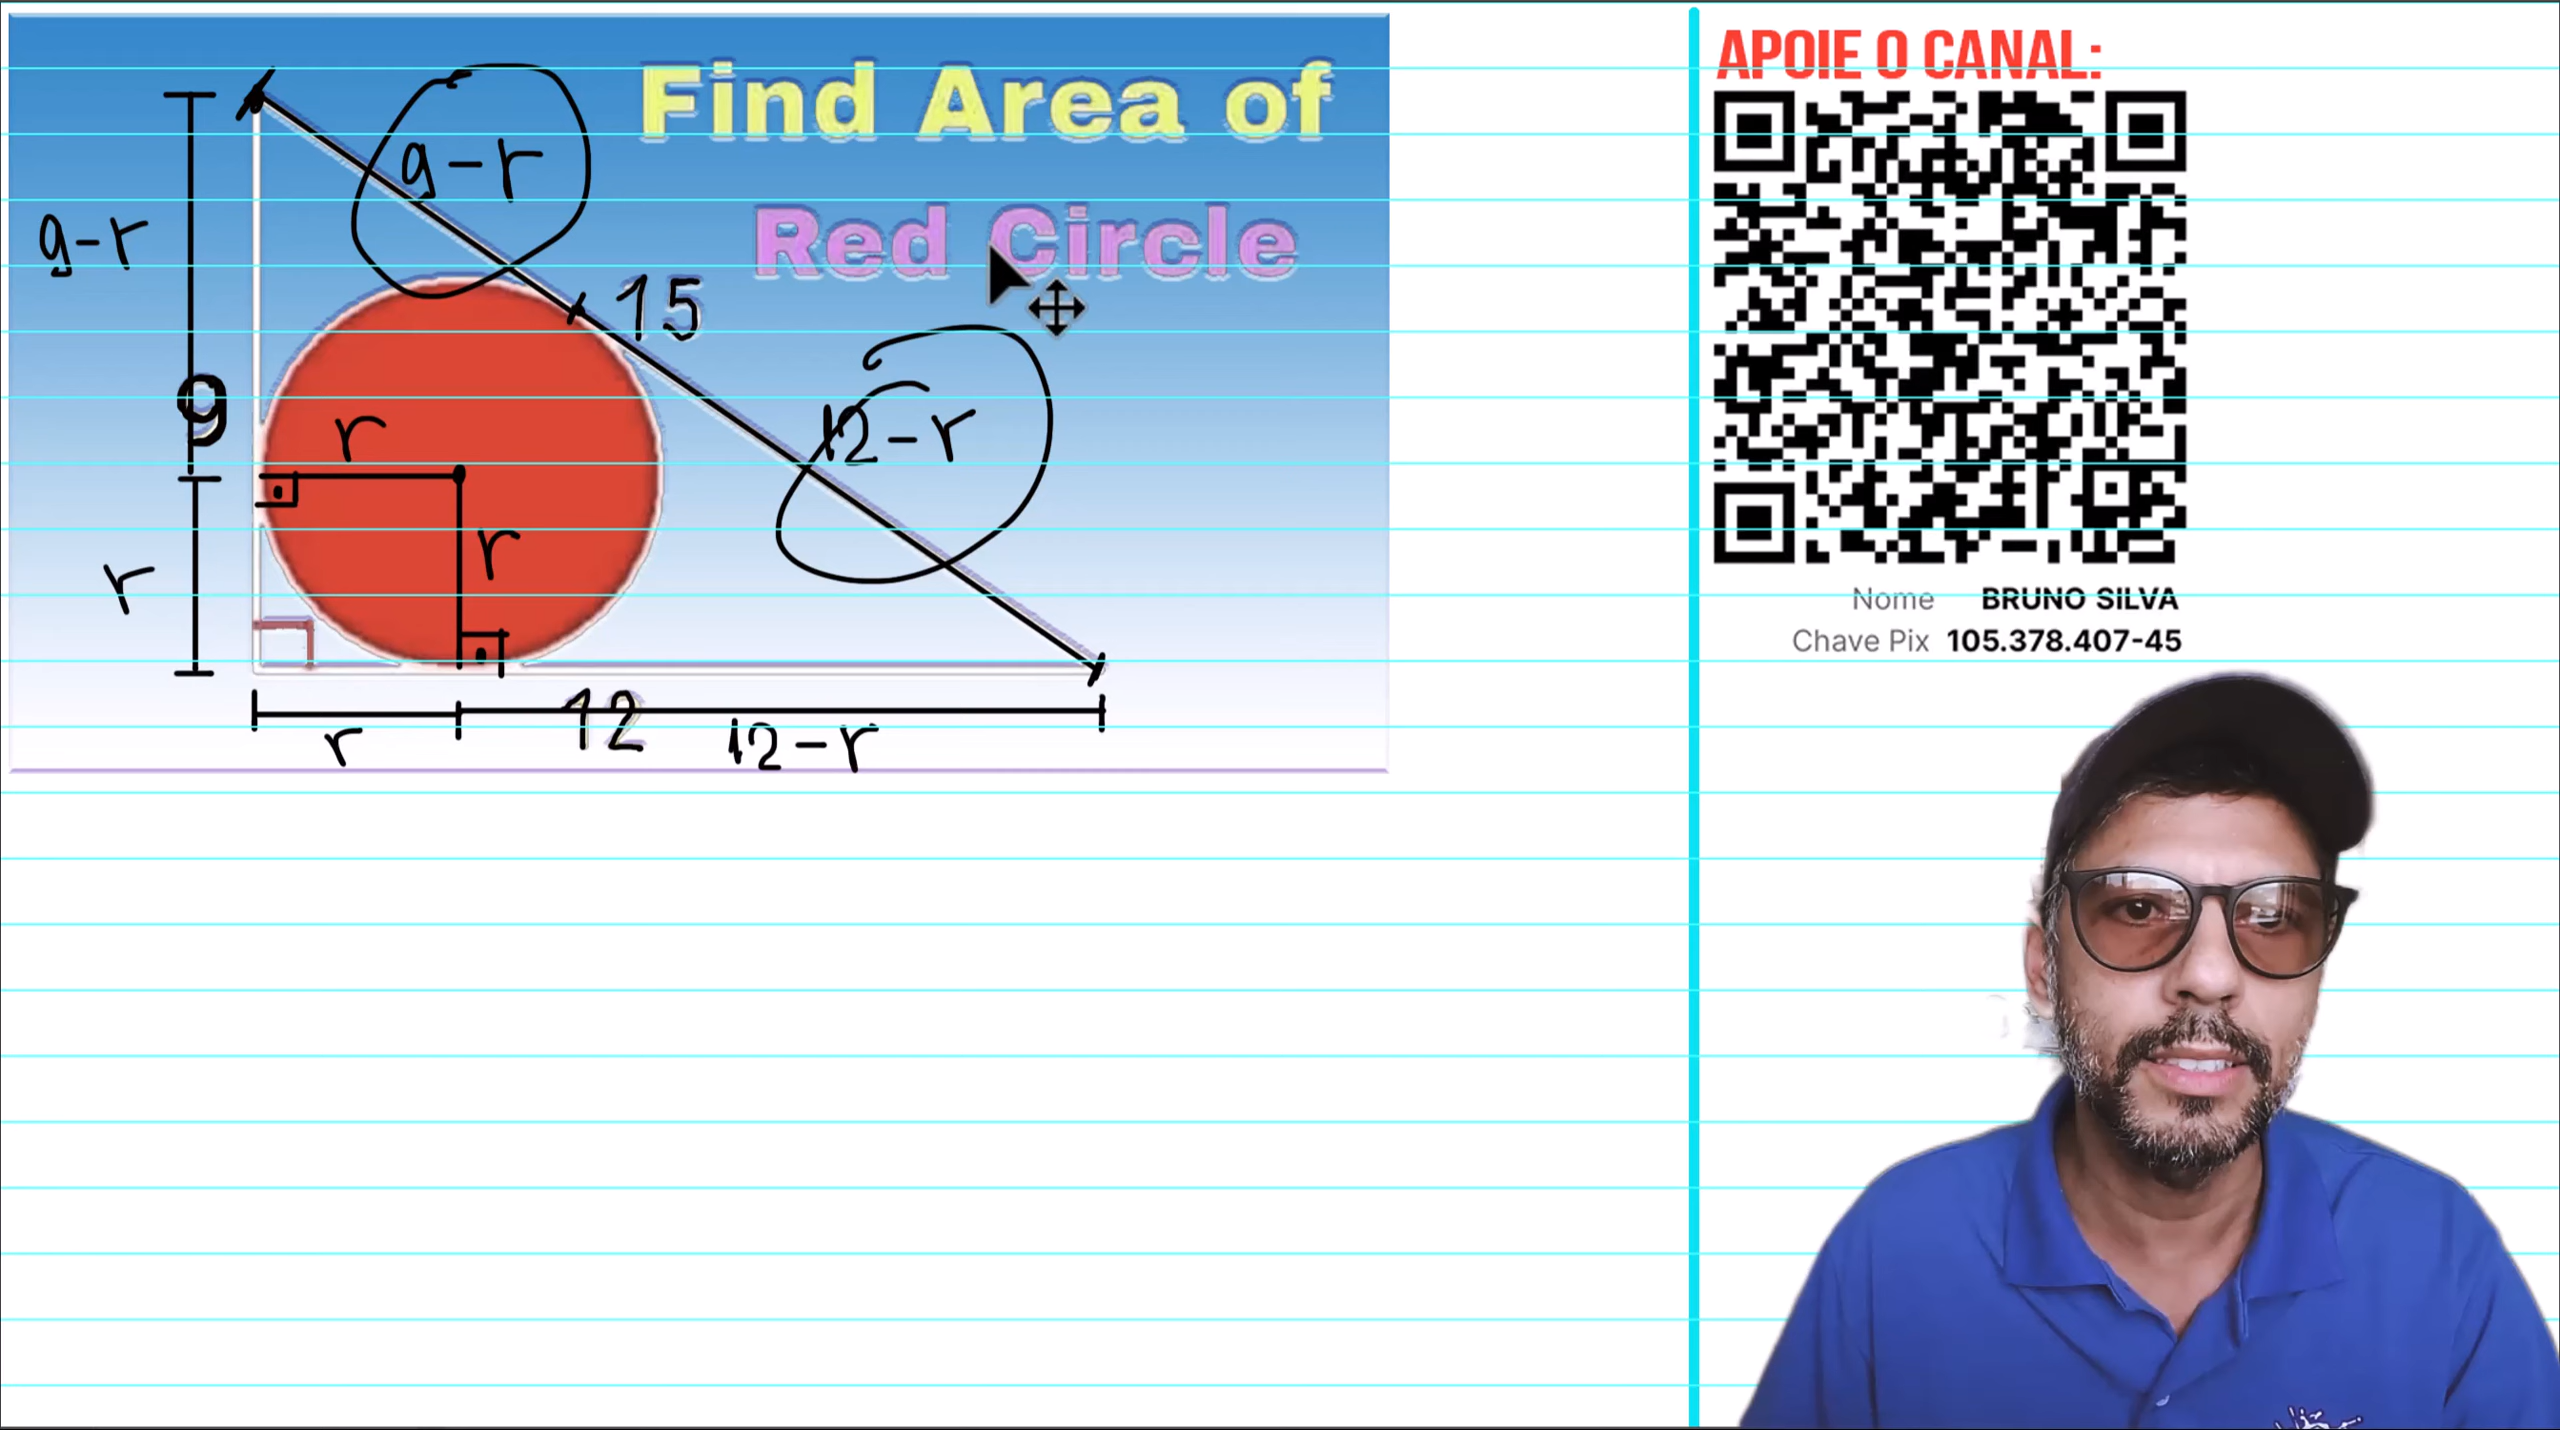 Find Area of
Red Circle
9-r
9-r
15
9
r
12-r
r
r
12
r
12-r
APOIE O CANAL:
Nome BRUNO SILVA
Chave Pix 105.378.407-45